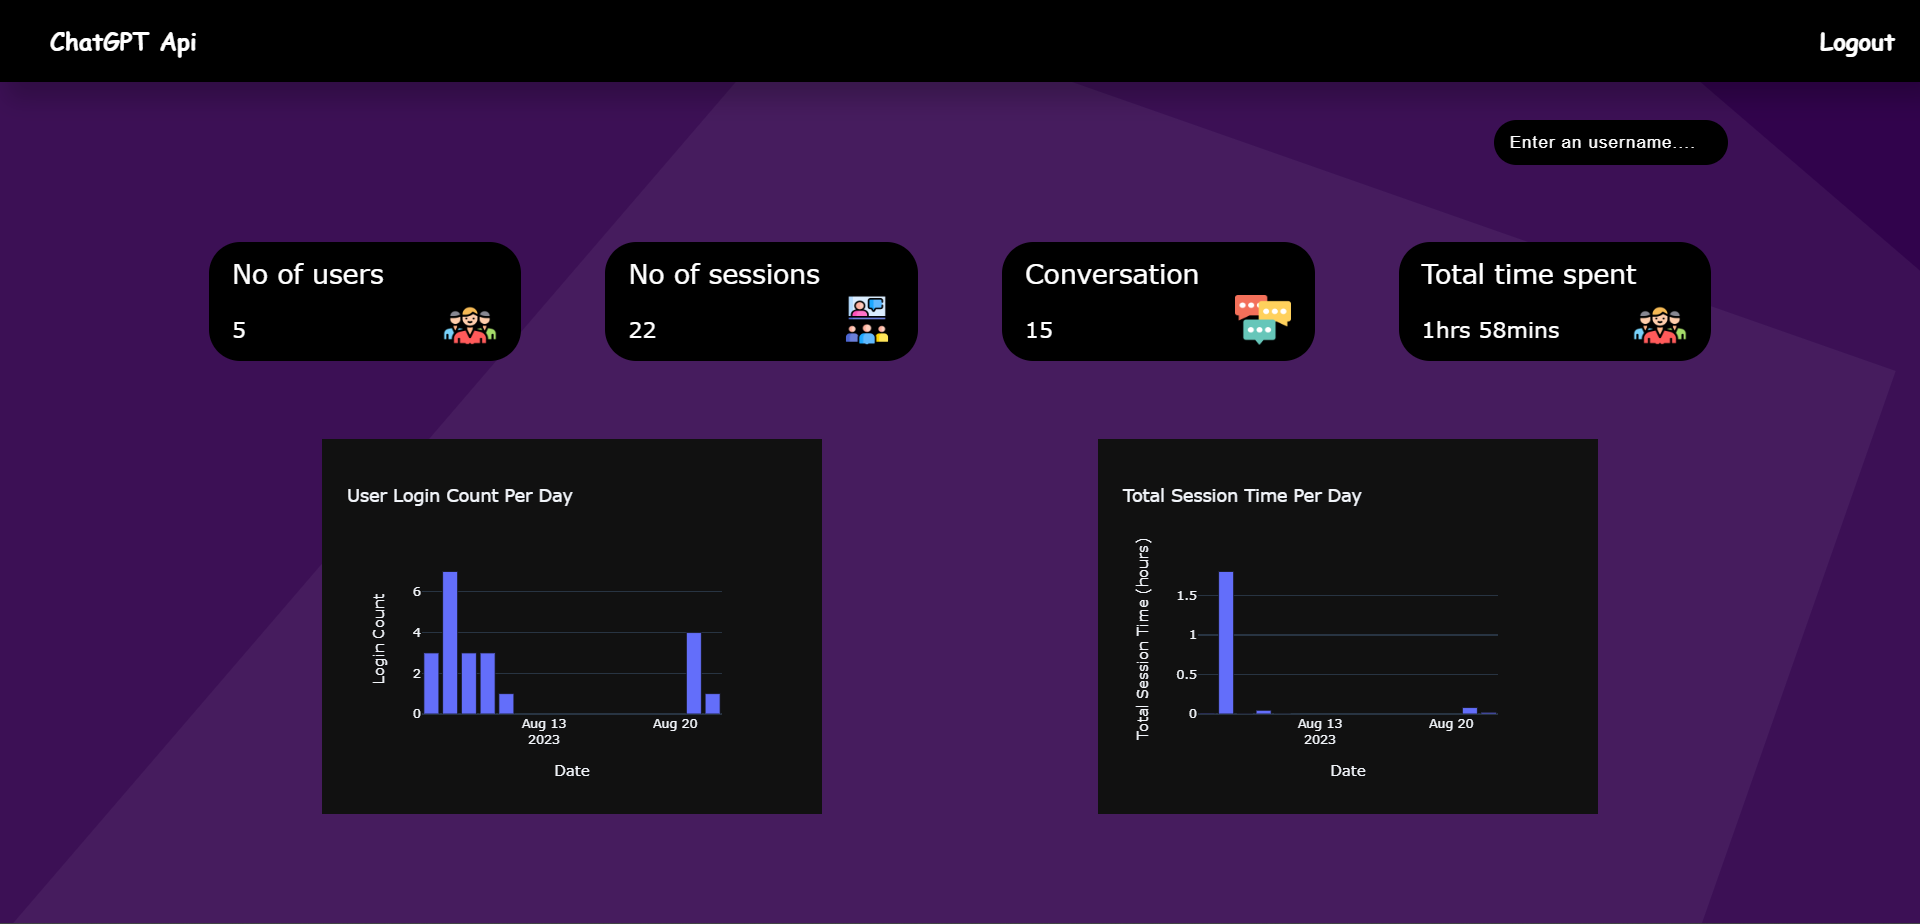 ChatGPT Api
Logout
Enter an username....
No of users
5
No of sessions
22
Conversation
15
Total time spent
1hrs 58mins
User Login Count Per Day
Login Count
6
4
2
0
Aug 13
2023
Aug 20
Date
Total Session Time Per Day
Total Session Time (hours)
1.5
1
0.5
0
Aug 13
2023
Aug 20
Date